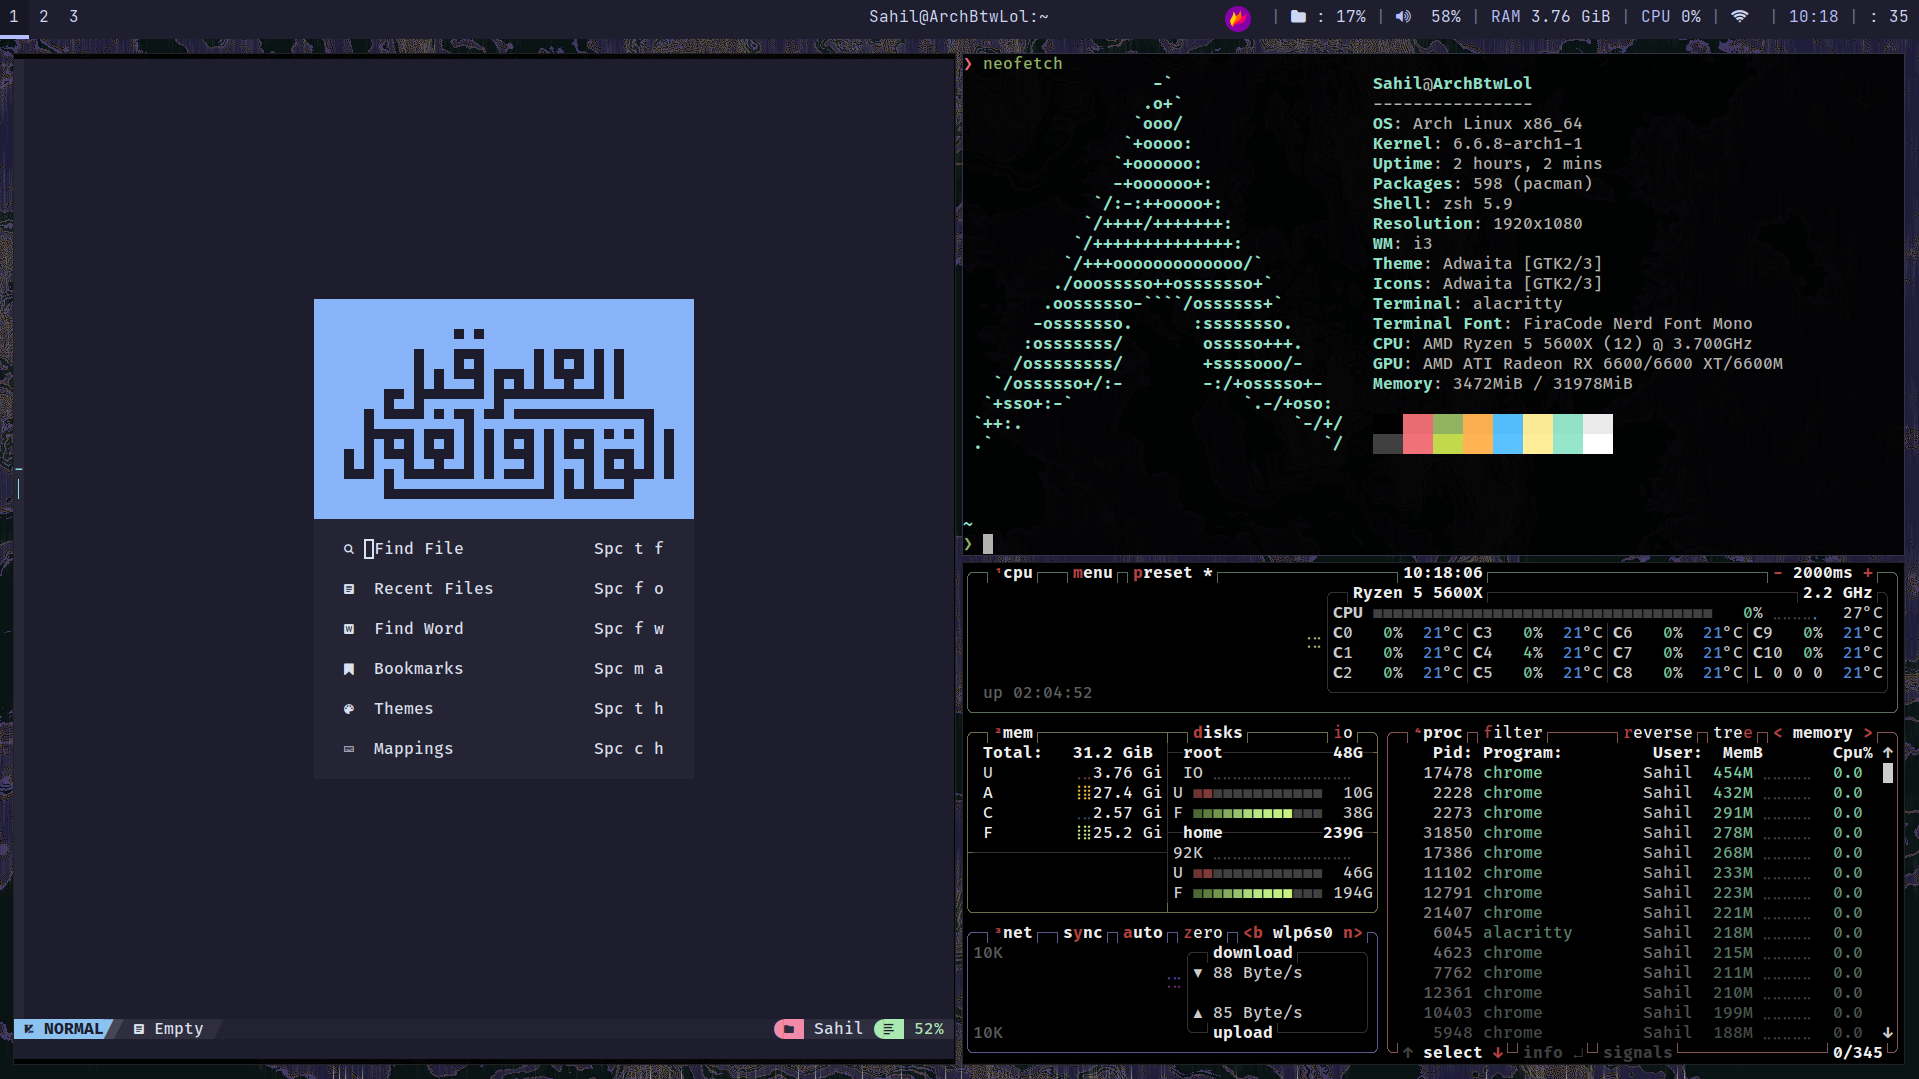 1 2 3
Sahil@ArchBtwLol:~
| : 17% | 58% | RAM 3.76 GiB | CPU 0% | | 10:18 | : 35
Find File Spc t f
Recent Files Spc f o
Find Word Spc f w
Bookmarks Spc m a
Themes Spc t h
Mappings Spc c h
NORMAL Empty
Sahil 52%
❯ neofetch
Sahil@ArchBtwLol
----------------
OS: Arch Linux x86_64
Kernel: 6.6.8-arch1-1
Uptime: 2 hours, 2 mins
Packages: 598 (pacman)
Shell: zsh 5.9
Resolution: 1920x1080
WM: i3
Theme: Adwaita [GTK2/3]
Icons: Adwaita [GTK2/3]
Terminal: alacritty
Terminal Font: FiraCode Nerd Font Mono
CPU: AMD Ryzen 5 5600X (12) @ 3.700GHz
GPU: AMD ATI Radeon RX 6600/6600 XT/6600M
Memory: 3472MiB / 31978MiB
~
❯
¹cpu menu preset * 10:18:06 - 2000ms +
Ryzen 5 5600X 2.2 GHz
CPU 0% 27°C
C0 0% 21°C C3 0% 21°C C6 0% 21°C C9 0% 21°C
C1 0% 21°C C4 4% 21°C C7 0% 21°C C10 0% 21°C
C2 0% 21°C C5 0% 21°C C8 0% 21°C L 0 0 0 21°C
up 02:04:52
²mem
Total: 31.2 GiB
U 3.76 Gi
A 27.4 Gi
C 2.57 Gi
F 25.2 Gi
disks io
root 48G
IO
U 10G
F 38G
home 239G
92K
U 46G
F 194G
³net sync auto zero <b wlp6s0 n>
10K
download
▼ 88 Byte/s
▲ 85 Byte/s
upload
10K
⁴proc filter reverse tree < memory >
Pid: Program: User: MemB Cpu% ↑
17478 chrome Sahil 454M 0.0
2228 chrome Sahil 432M 0.0
2273 chrome Sahil 291M 0.0
31850 chrome Sahil 278M 0.0
17386 chrome Sahil 268M 0.0
11102 chrome Sahil 233M 0.0
12791 chrome Sahil 223M 0.0
21407 chrome Sahil 221M 0.0
6045 alacritty Sahil 218M 0.0
4623 chrome Sahil 215M 0.0
7762 chrome Sahil 211M 0.0
12361 chrome Sahil 210M 0.0
10403 chrome Sahil 199M 0.0
5948 chrome Sahil 188M 0.0 ↓
↑ select ↓ info ↵ signals 0/345